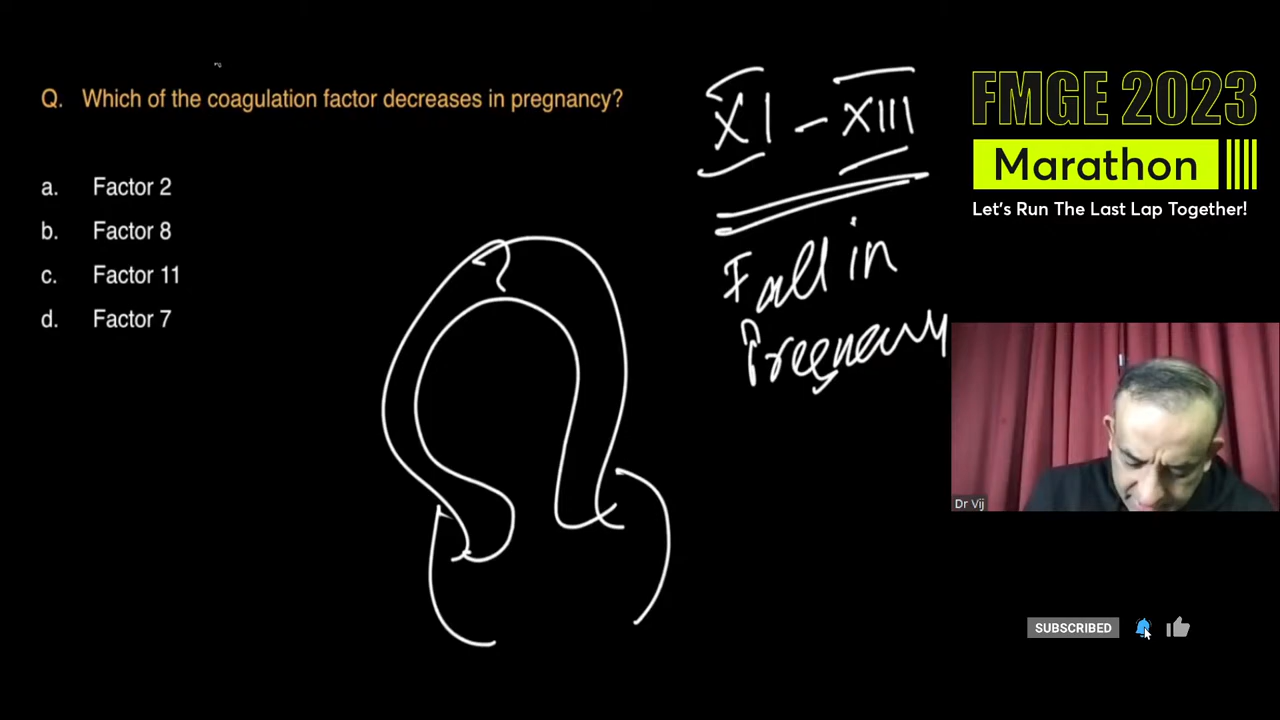 Q. Which of the coagulation factor decreases in pregnancy?
a. Factor 2
b. Factor 8
c. Factor 11
d. Factor 7
XI - XIII
Fall in
Pregnancy
FMGE 2023
Marathon
Let's Run The Last Lap Together!
Dr Vij
SUBSCRIBED